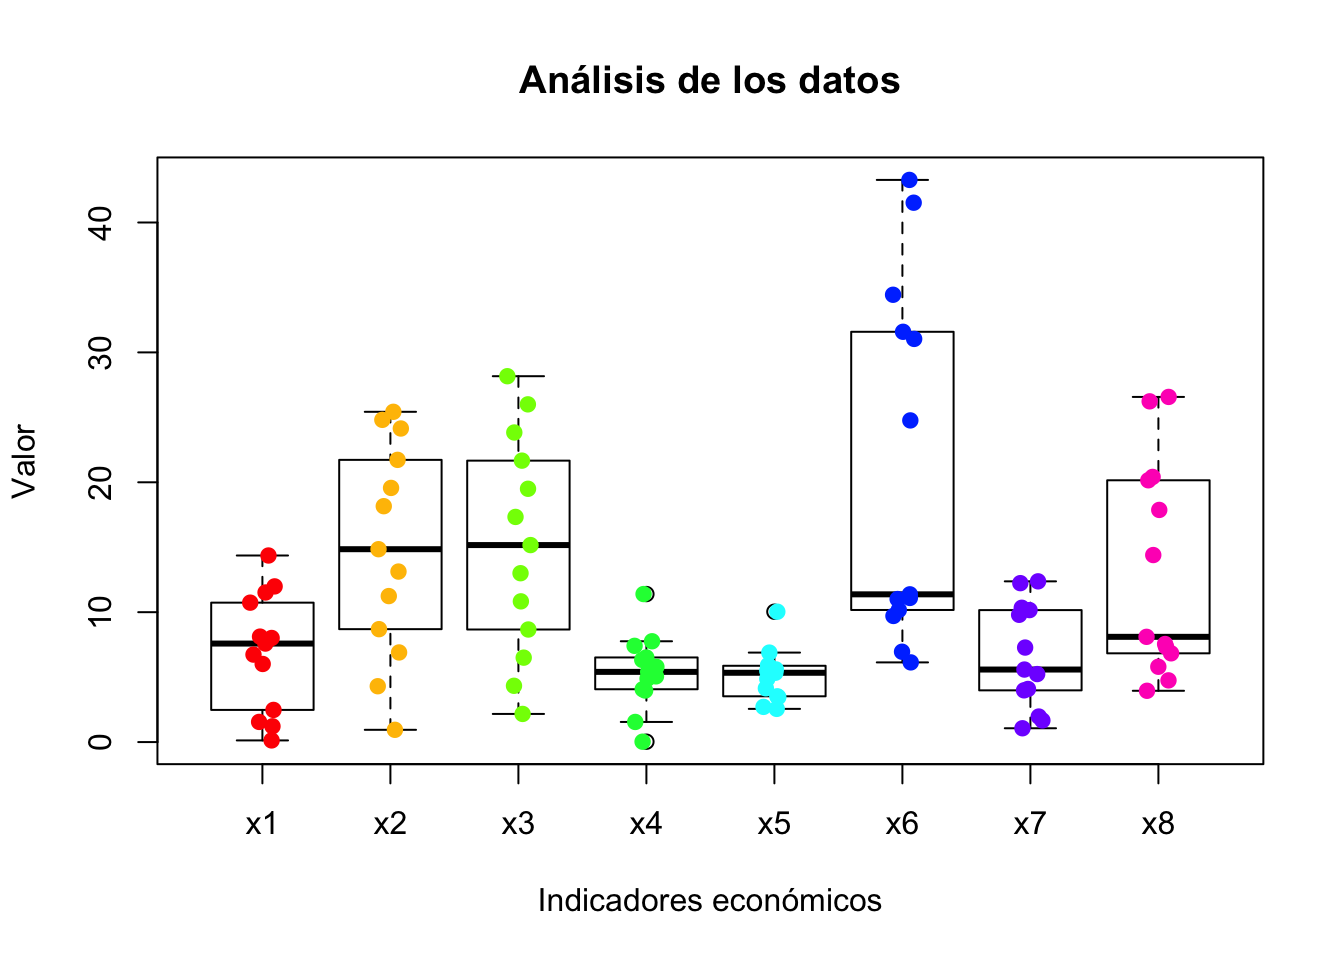 Análisis de los datos
Valor
40
30
20
10
0
x1 x2 x3 x4 x5 x6 x7 x8
Indicadores económicos